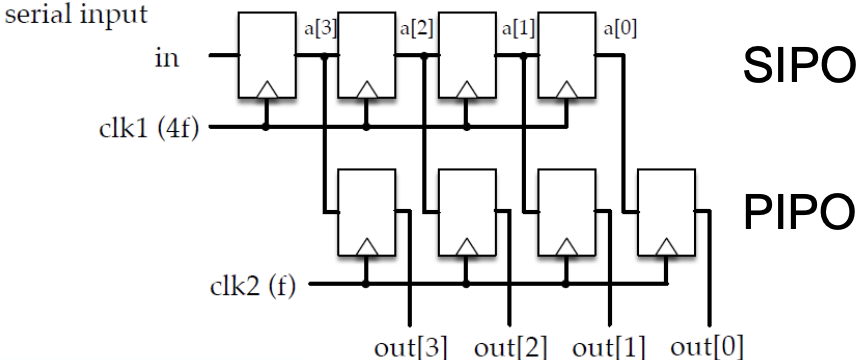 serial input
a[3] a[2] a[1] a[0]
in
SIPO
clk1 (4f)
PIPO
clk2 (f)
out[3] out[2] out[1] out[0]